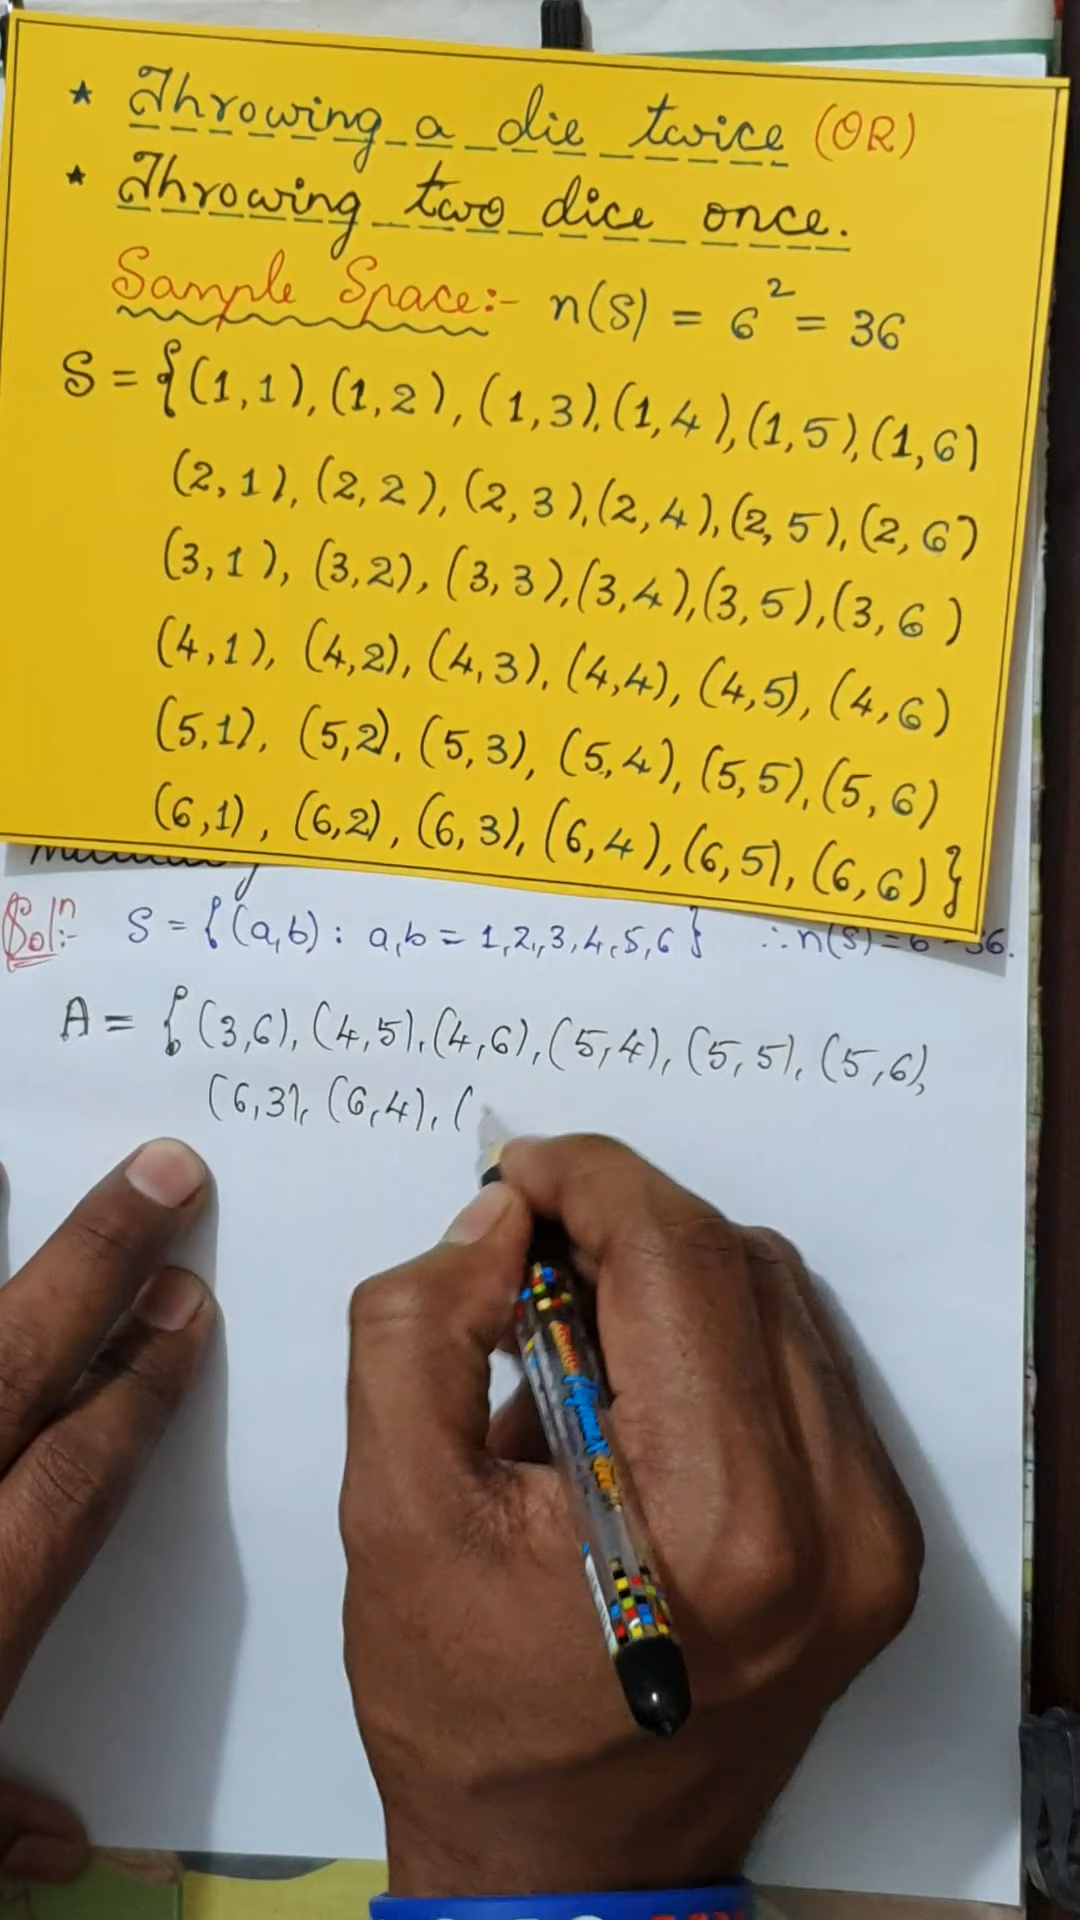 * Throwing a die twice (OR)
* Throwing two dice once.
Sample Space:- n(S) = 6² = 36
S = {(1,1), (1,2), (1,3), (1,4), (1,5), (1,6)
(2,1), (2,2), (2,3), (2,4), (2,5), (2,6)
(3,1), (3,2), (3,3), (3,4), (3,5), (3,6)
(4,1), (4,2), (4,3), (4,4), (4,5), (4,6)
(5,1), (5,2), (5,3), (5,4), (5,5), (5,6)
(6,1), (6,2), (6,3), (6,4), (6,5), (6,6)}
Solⁿ:- S = {(a,b) : a,b = 1,2,3,4,5,6} ∴ n(S) = 6 36.
A = {(3,6), (4,5), (4,6), (5,4), (5,5), (5,6),
(6,3), (6,4), (